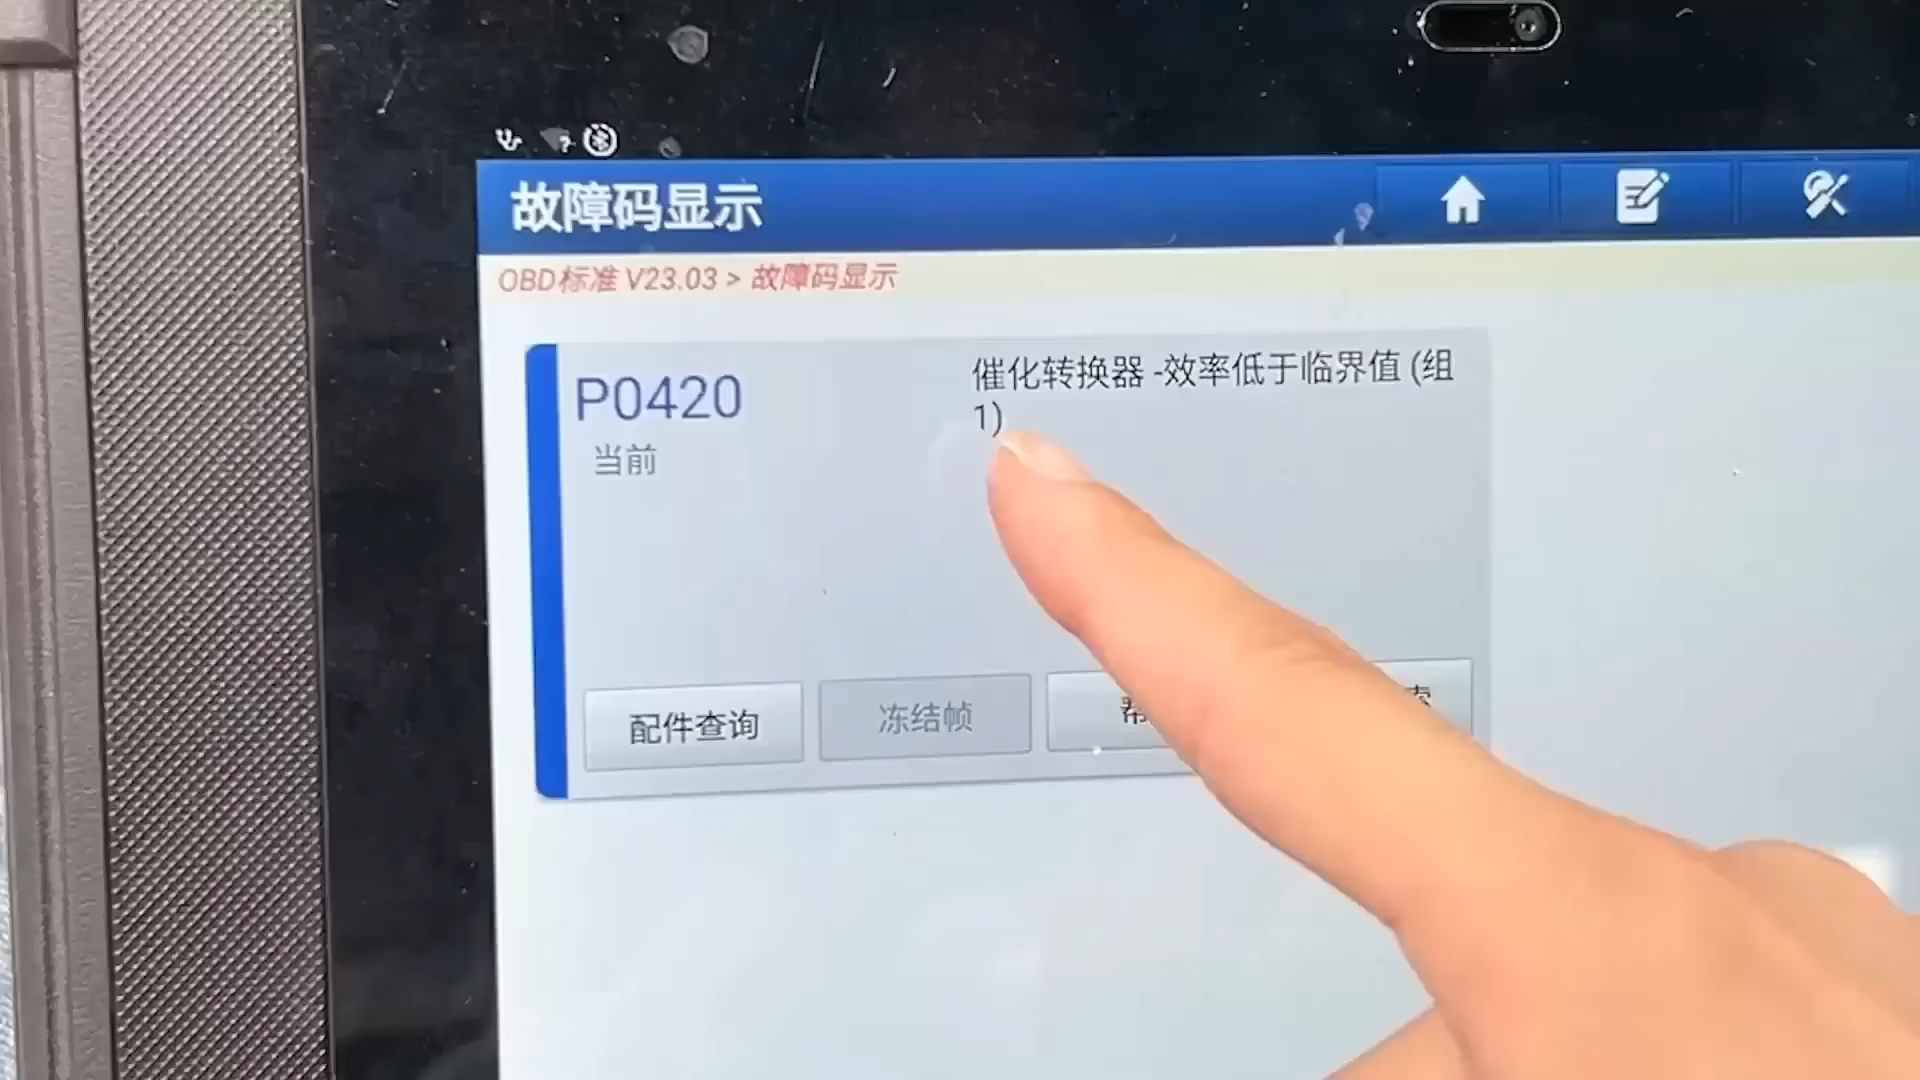 故障码显示
OBD标准 V23.03 > 故障码显示
P0420
催化转换器 -效率低于临界值 (组
1)
当前
配件查询
冻结帧
帮
索